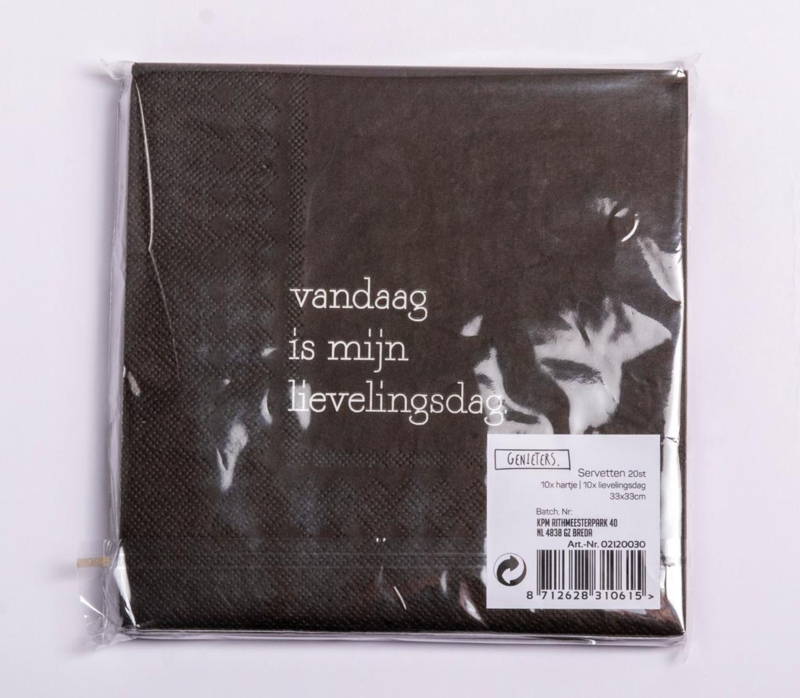 vandaag
is mijn
lievelingsdag
GENIETERS.
Servetten 20st
10x hartje | 10x lievelingsdag
33x33cm
Batch. Nr:
KPM RITHMEESTERPARK 40
NL 4838 GZ BREDA
Art.-Nr. 02120030
8 712628 310615 >